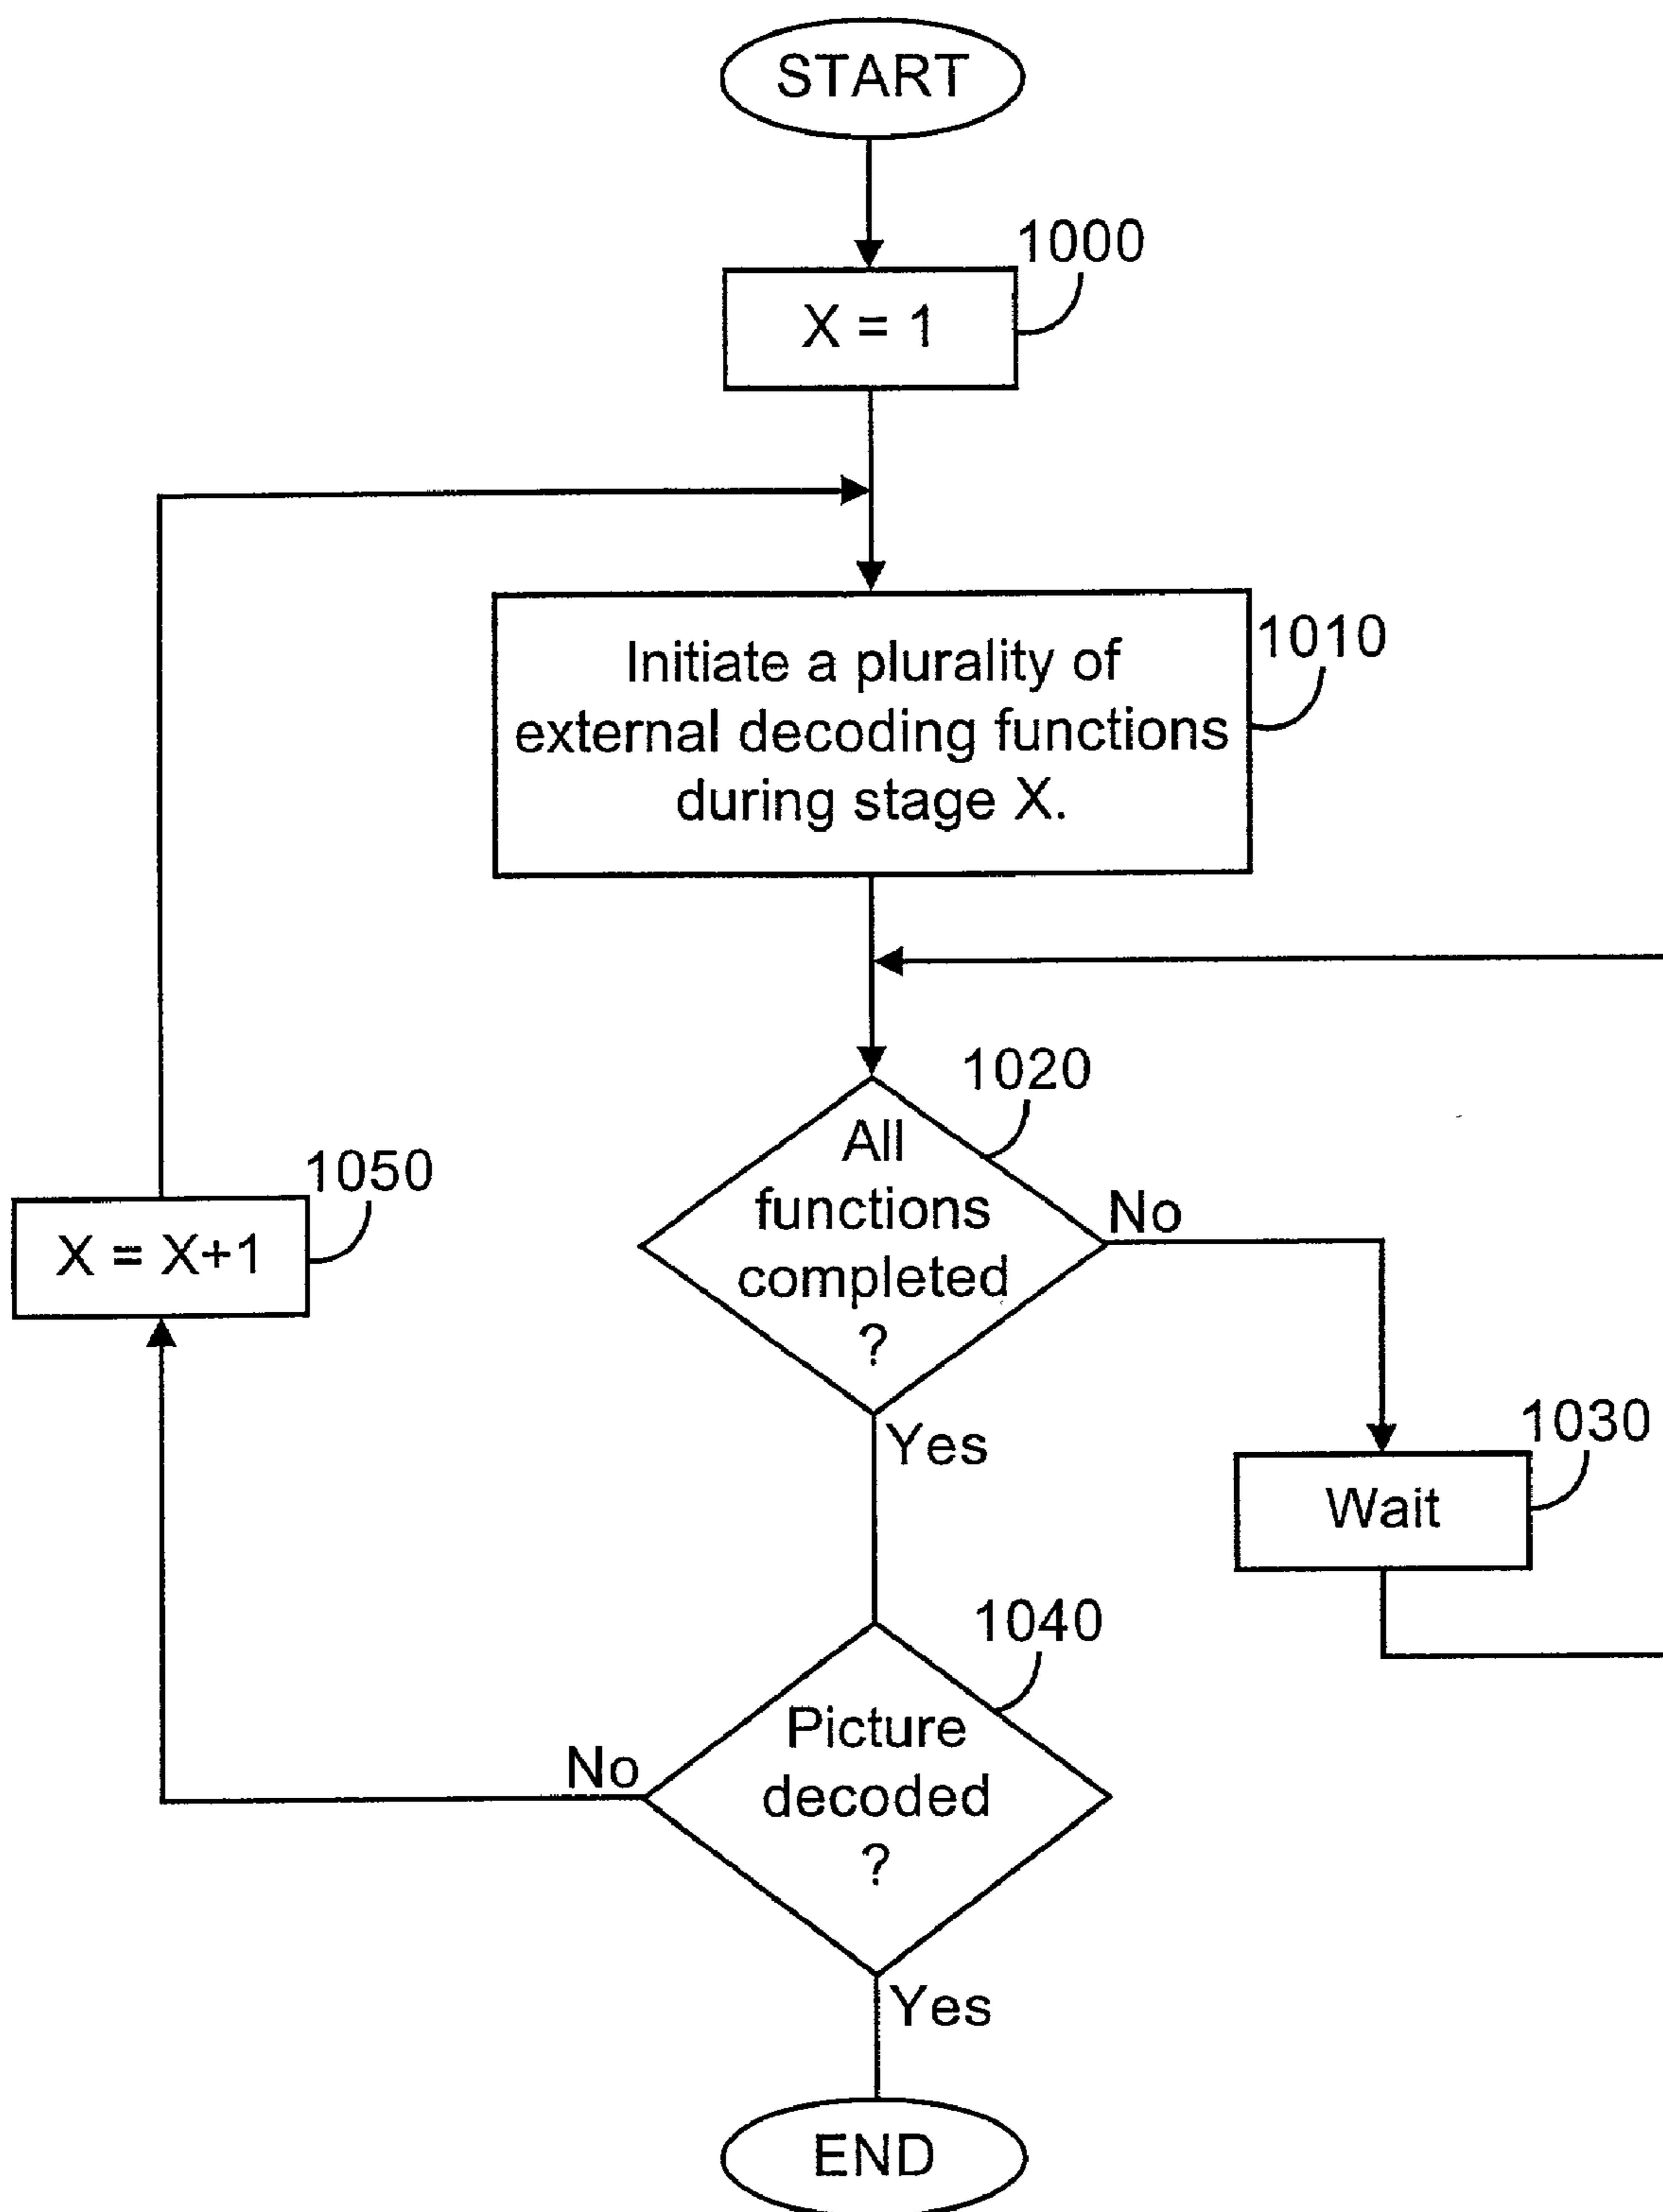 START
1000
X = 1
1010
Initiate a plurality of
external decoding functions
during stage X.
1020
All
functions
completed
?
No
Yes
1050
X = X+1
1030
Wait
1040
Picture
decoded
?
No
Yes
END